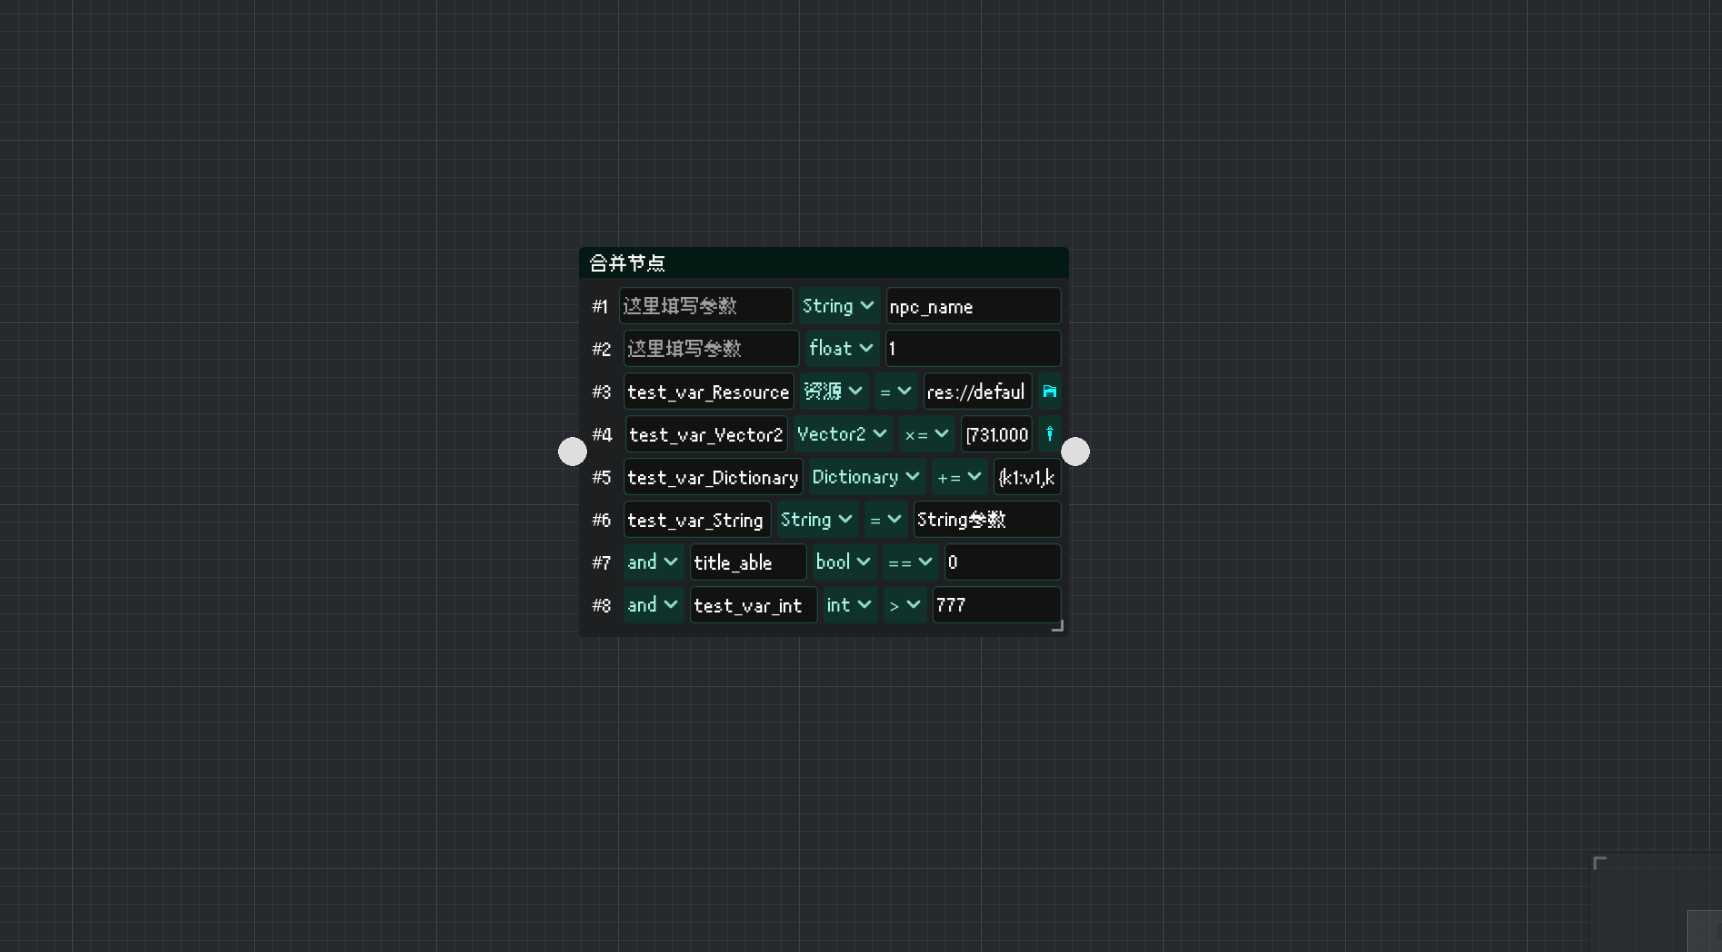 合并节点
#1 这里填写参数 String npc_name
#2 这里填写参数 float 1
#3 test_var_Resource 资源 = res://defaul
#4 test_var_Vector2 Vector2 ×= [731.000
#5 test_var_Dictionary Dictionary += {k1:v1,k
#6 test_var_String String = String参数
#7 and title_able bool == 0
#8 and test_var_int int > 777